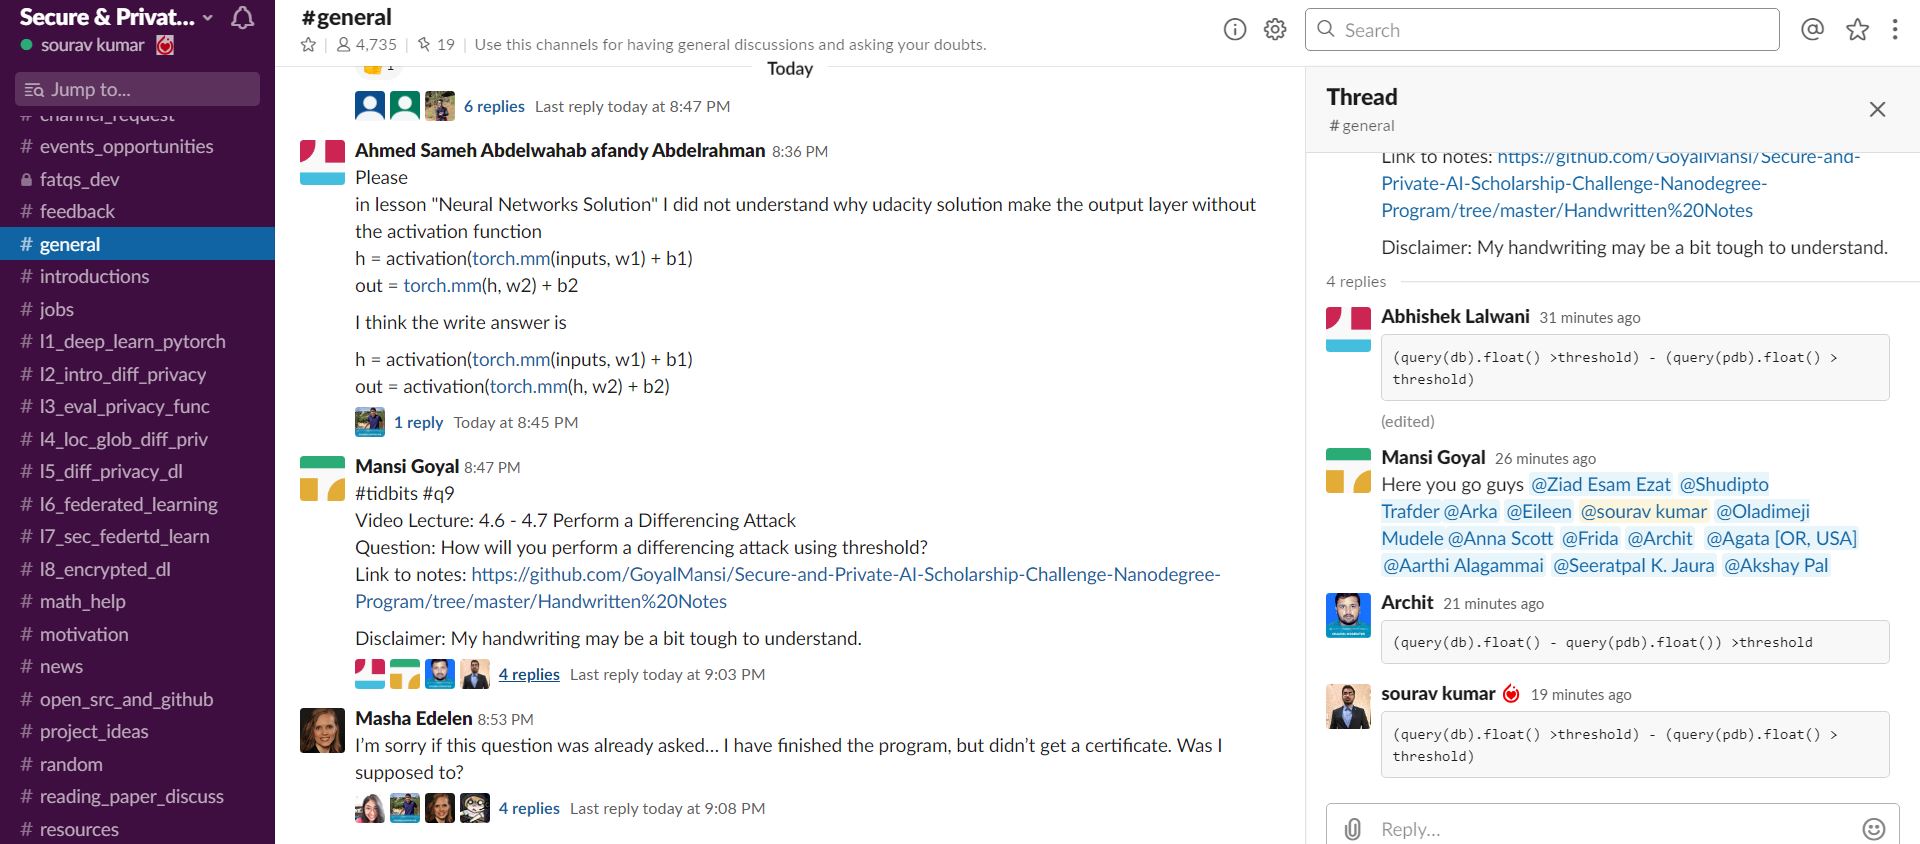 Secure & Privat...
sourav kumar
Jump to...
# channel_request
# events_opportunities
fatqs_dev
# feedback
# general
# introductions
# jobs
# l1_deep_learn_pytorch
# l2_intro_diff_privacy
# l3_eval_privacy_func
# l4_loc_glob_diff_priv
# l5_diff_privacy_dl
# l6_federated_learning
# l7_sec_federtd_learn
# l8_encrypted_dl
# math_help
# motivation
# news
# open_src_and_github
# project_ideas
# random
# reading_paper_discuss
# resources
#general
4,735 | 19 | Use this channels for having general discussions and asking your doubts.
Search
Today
1
6 replies Last reply today at 8:47 PM
Ahmed Sameh Abdelwahab afandy Abdelrahman 8:36 PM
Please
in lesson "Neural Networks Solution" I did not understand why udacity solution make the output layer without
the activation function
h = activation(torch.mm(inputs, w1) + b1)
out = torch.mm(h, w2) + b2
I think the write answer is
h = activation(torch.mm(inputs, w1) + b1)
out = activation(torch.mm(h, w2) + b2)
1 reply Today at 8:45 PM
Mansi Goyal 8:47 PM
#tidbits #q9
Video Lecture: 4.6 - 4.7 Perform a Differencing Attack
Question: How will you perform a differencing attack using threshold?
Link to notes: https://github.com/GoyalMansi/Secure-and-Private-AI-Scholarship-Challenge-Nanodegree-
Program/tree/master/Handwritten%20Notes
Disclaimer: My handwriting may be a bit tough to understand.
4 replies Last reply today at 9:03 PM
Masha Edelen 8:53 PM
I'm sorry if this question was already asked... I have finished the program, but didn't get a certificate. Was I
supposed to?
4 replies Last reply today at 9:08 PM
Thread
# general
Link to notes: https://github.com/GoyalMansi/Secure-and-
Private-AI-Scholarship-Challenge-Nanodegree-
Program/tree/master/Handwritten%20Notes
Disclaimer: My handwriting may be a bit tough to understand.
4 replies
Abhishek Lalwani 31 minutes ago
(query(db).float() >threshold) - (query(pdb).float() >
threshold)
(edited)
Mansi Goyal 26 minutes ago
Here you go guys @Ziad Esam Ezat @Shudipto
Trafder @Arka @Eileen @sourav kumar @Oladimeji
Mudele @Anna Scott @Frida @Archit @Agata [OR, USA]
@Aarthi Alagammai @Seeratpal K. Jaura @Akshay Pal
Archit 21 minutes ago
(query(db).float() - query(pdb).float()) >threshold
sourav kumar 19 minutes ago
(query(db).float() >threshold) - (query(pdb).float() >
threshold)
Reply...